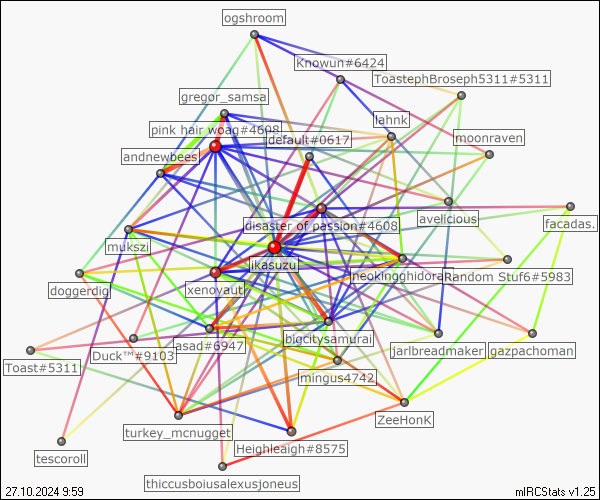 ogshroom
Knowun#6424
ToastephBroseph5311#5311
gregor_samsa
lahnk
pink hair woag#4608
default#0617
moonraven
andnewbees
disaster of passion#4608
avelicious
facadas.
mukszi
ikasuzu
neokingghidorah
Random Stuf6#5983
doggerdig
xenoyautr
asad#6947
bigcitysamurai
jarlbreadmaker
gazpachoman
Toast#5311
Duck™#9103
mingus4742
turkey_mcnugget
ZeeHonK
Heighleaigh#8575
tescoroll
thiccusboiusalexusjoneus
27.10.2024 9:59
mIRCStats v1.25